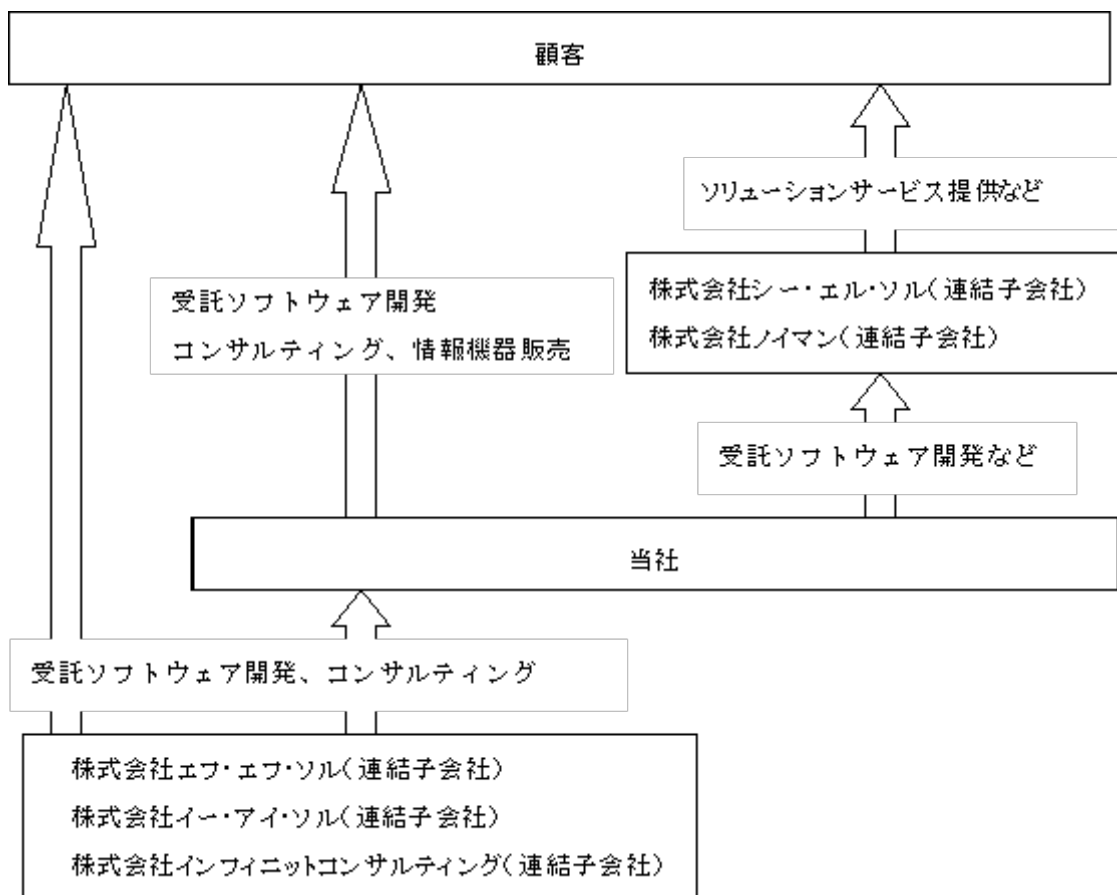 顧客
ソリューションサービス提供など
受託ソフトウェア開発
コンサルティング、情報機器販売
株式会社シー・エル・ソル(連結子会社)
株式会社ノイマン(連結子会社)
受託ソフトウェア開発など
当社
受託ソフトウェア開発、コンサルティング
株式会社エフ・エフ・ソル(連結子会社)
株式会社イー・アイ・ソル(連結子会社)
株式会社インフィニットコンサルティング(連結子会社)